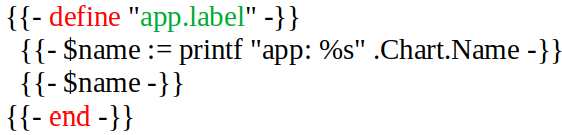 {{- define "app.label" -}}
{{- $name := printf "app: %s" .Chart.Name -}}
{{- $name -}}
{{- end -}}